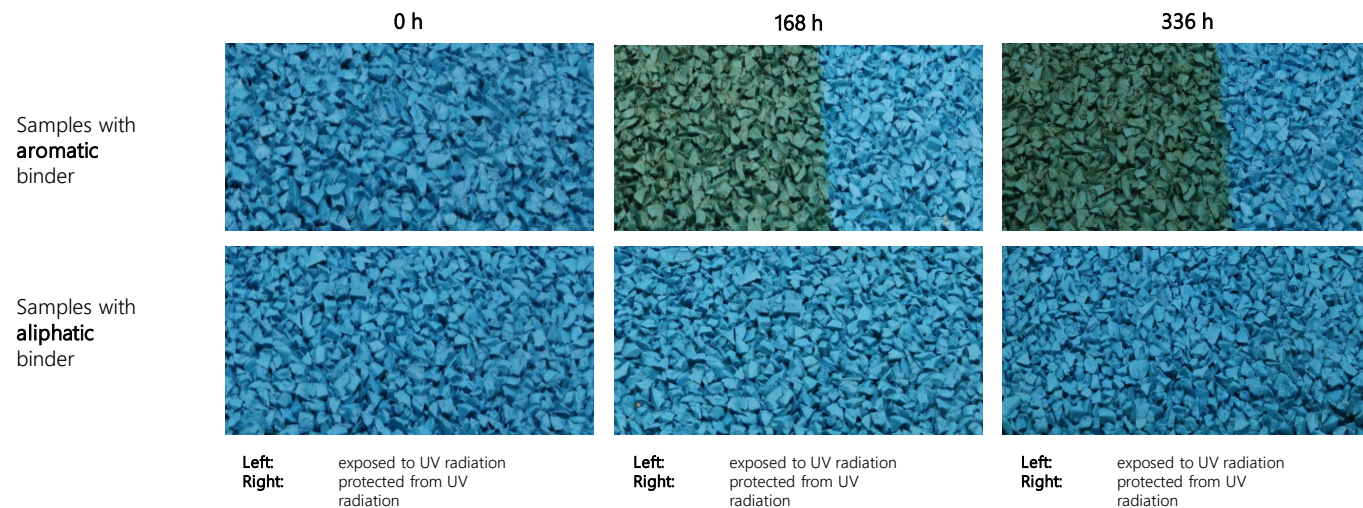 0 h
168 h
336 h
Samples with
aromatic
binder
Samples with
aliphatic
binder
Left: exposed to UV radiation
Right: protected from UV
radiation
Left: exposed to UV radiation
Right: protected from UV
radiation
Left: exposed to UV radiation
Right: protected from UV
radiation